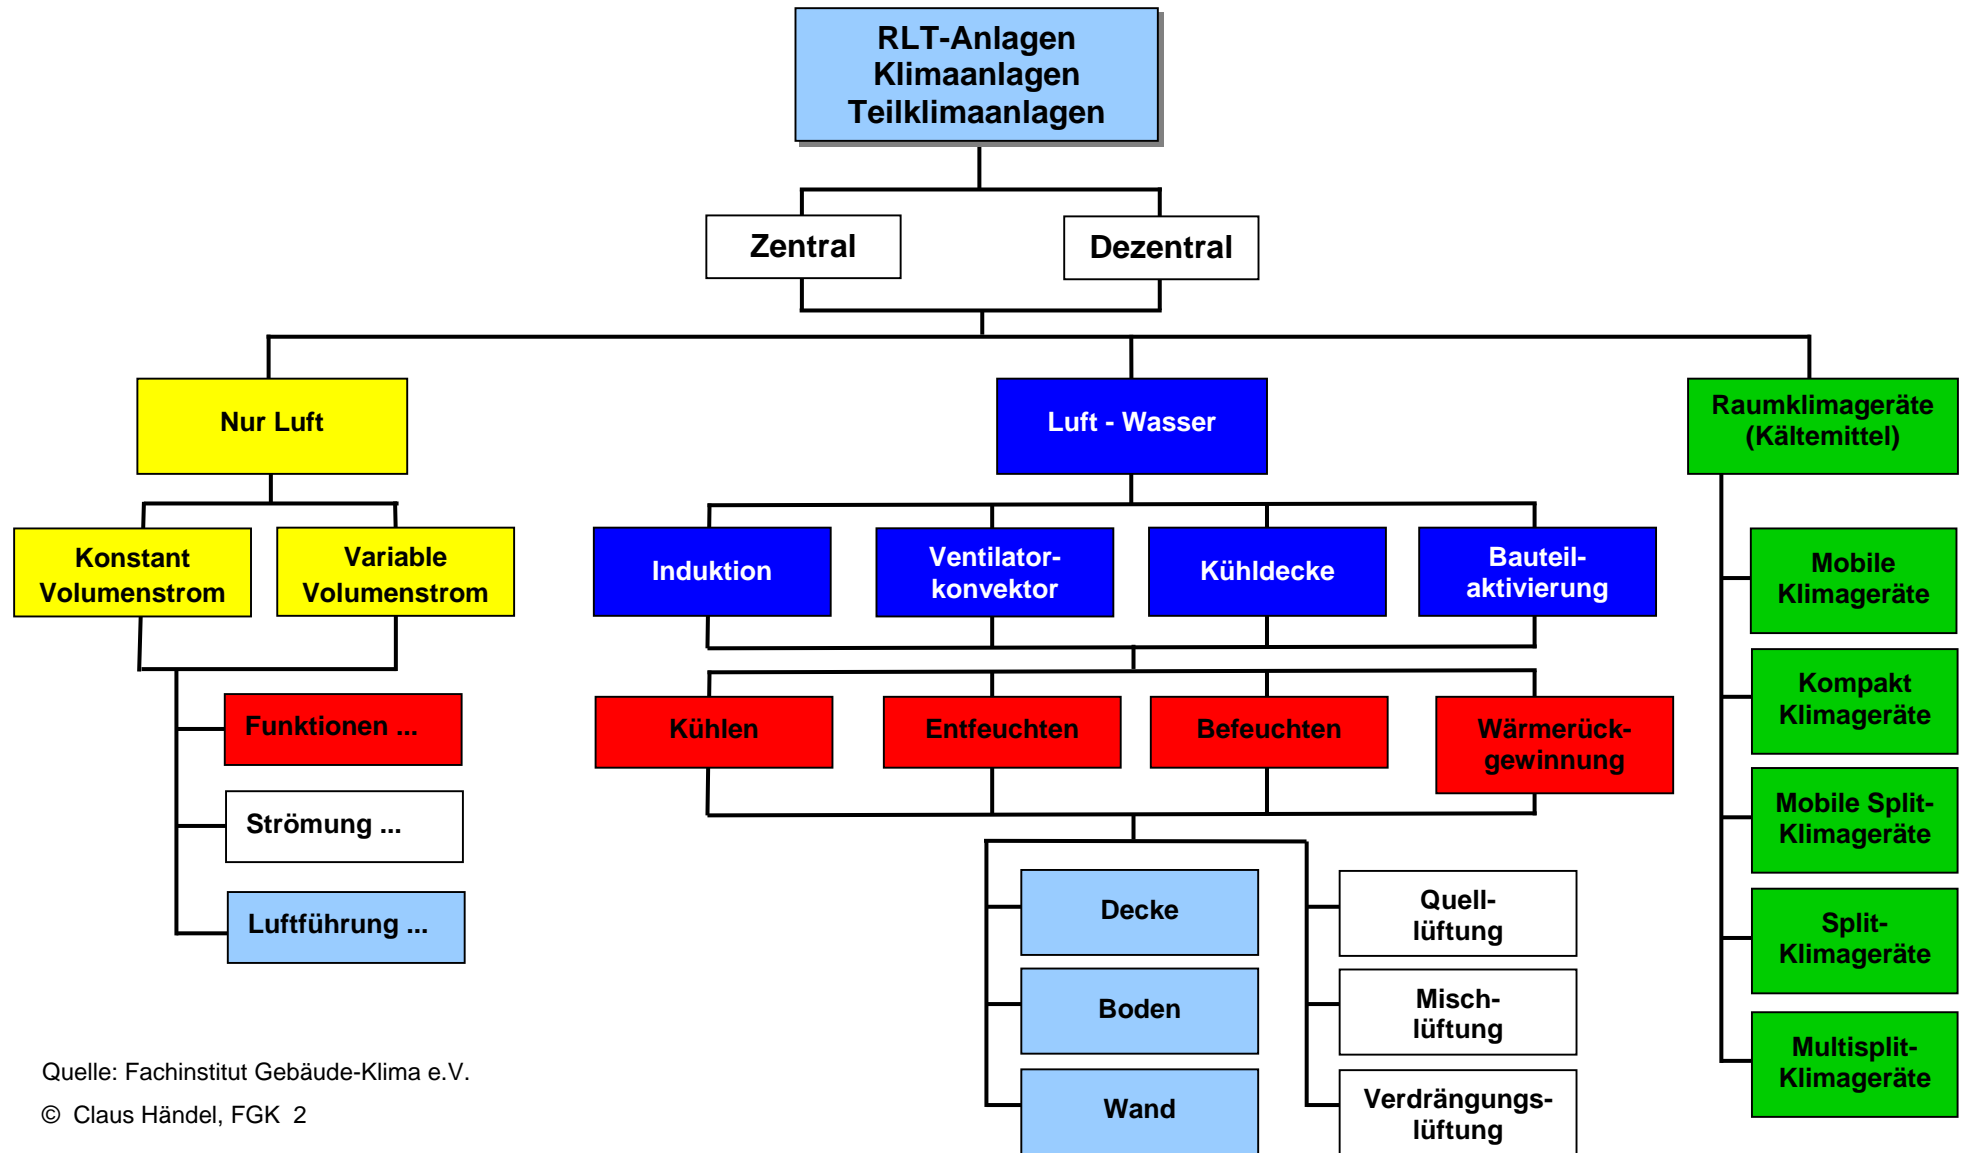 RLT-Anlagen
Klimaanlagen
Teilklimaanlagen
Zentral
Dezentral
Nur Luft
Luft - Wasser
Raumklimageräte
(Kältemittel)
Konstant
Volumenstrom
Variable
Volumenstrom
Induktion
Ventilator-
konvektor
Kühldecke
Bauteil-
aktivierung
Mobile
Klimageräte
Kompakt
Klimageräte
Mobile Split-
Klimageräte
Split-
Klimageräte
Multisplit-
Klimageräte
Funktionen ...
Strömung ...
Luftführung ...
Kühlen
Entfeuchten
Befeuchten
Wärmerück-
gewinnung
Decke
Boden
Wand
Quell-
lüftung
Misch-
lüftung
Verdrängungs-
lüftung
Quelle: Fachinstitut Gebäude-Klima e.V.
© Claus Händel, FGK 2